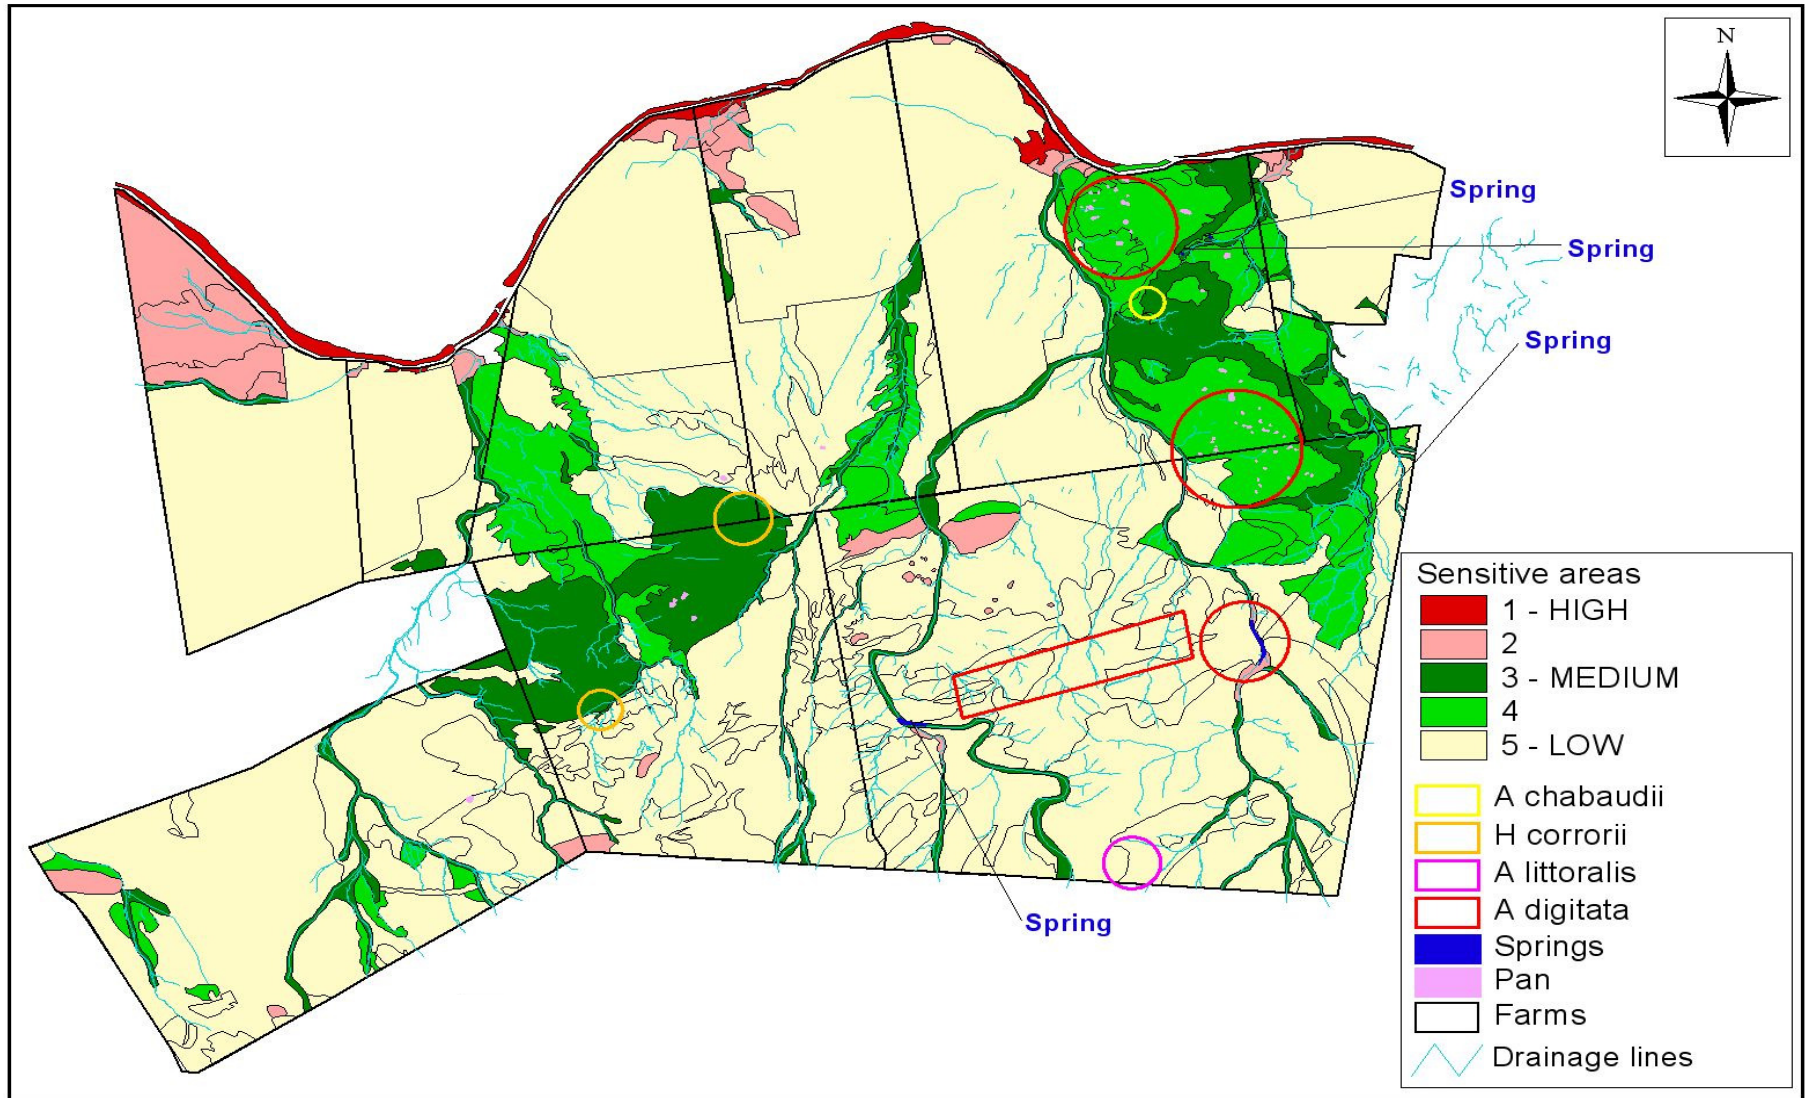 N
Spring
Spring
Spring
Spring
Sensitive areas
1 - HIGH
2
3 - MEDIUM
4
5 - LOW
A chabaudii
H corrorii
A littoralis
A digitata
Springs
Pan
Farms
Drainage lines